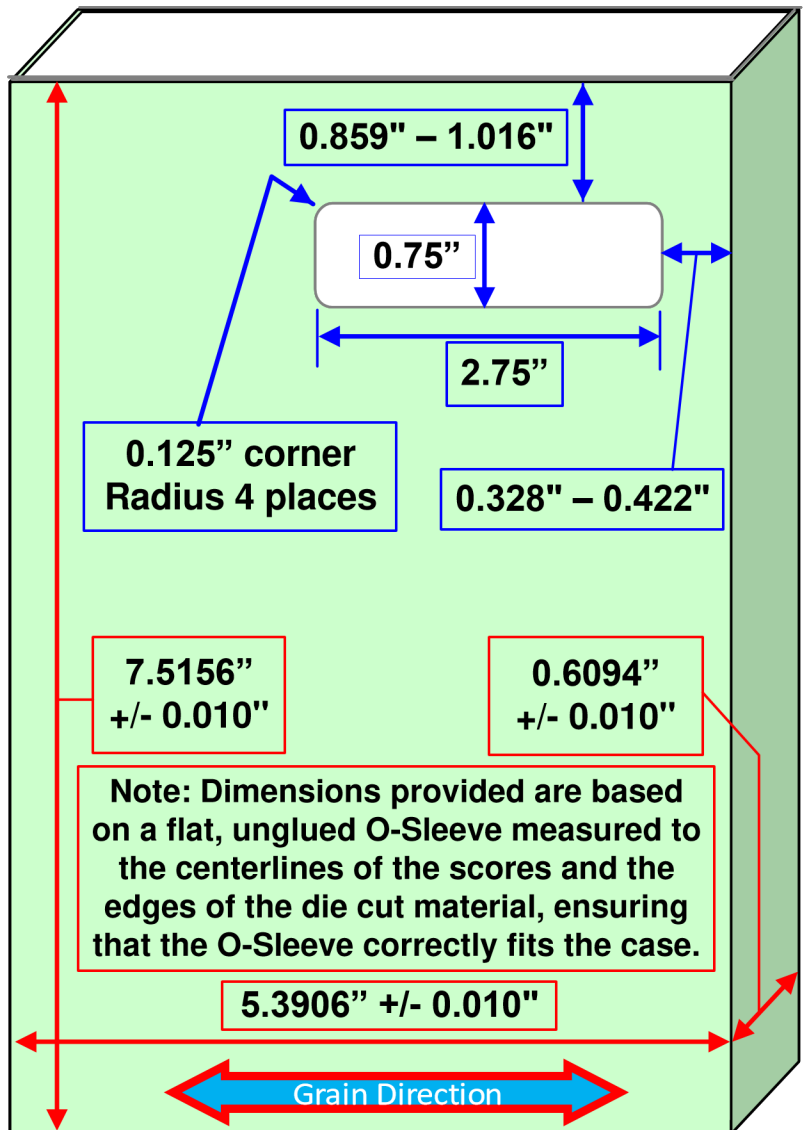 0.859" – 1.016"
0.75”
2.75”
0.125” corner
Radius 4 places
0.328" – 0.422"
7.5156”
+/- 0.010"
0.6094”
+/- 0.010"
Note: Dimensions provided are based
on a flat, unglued O-Sleeve measured to
the centerlines of the scores and the
edges of the die cut material, ensuring
that the O-Sleeve correctly fits the case.
5.3906” +/- 0.010"
Grain Direction